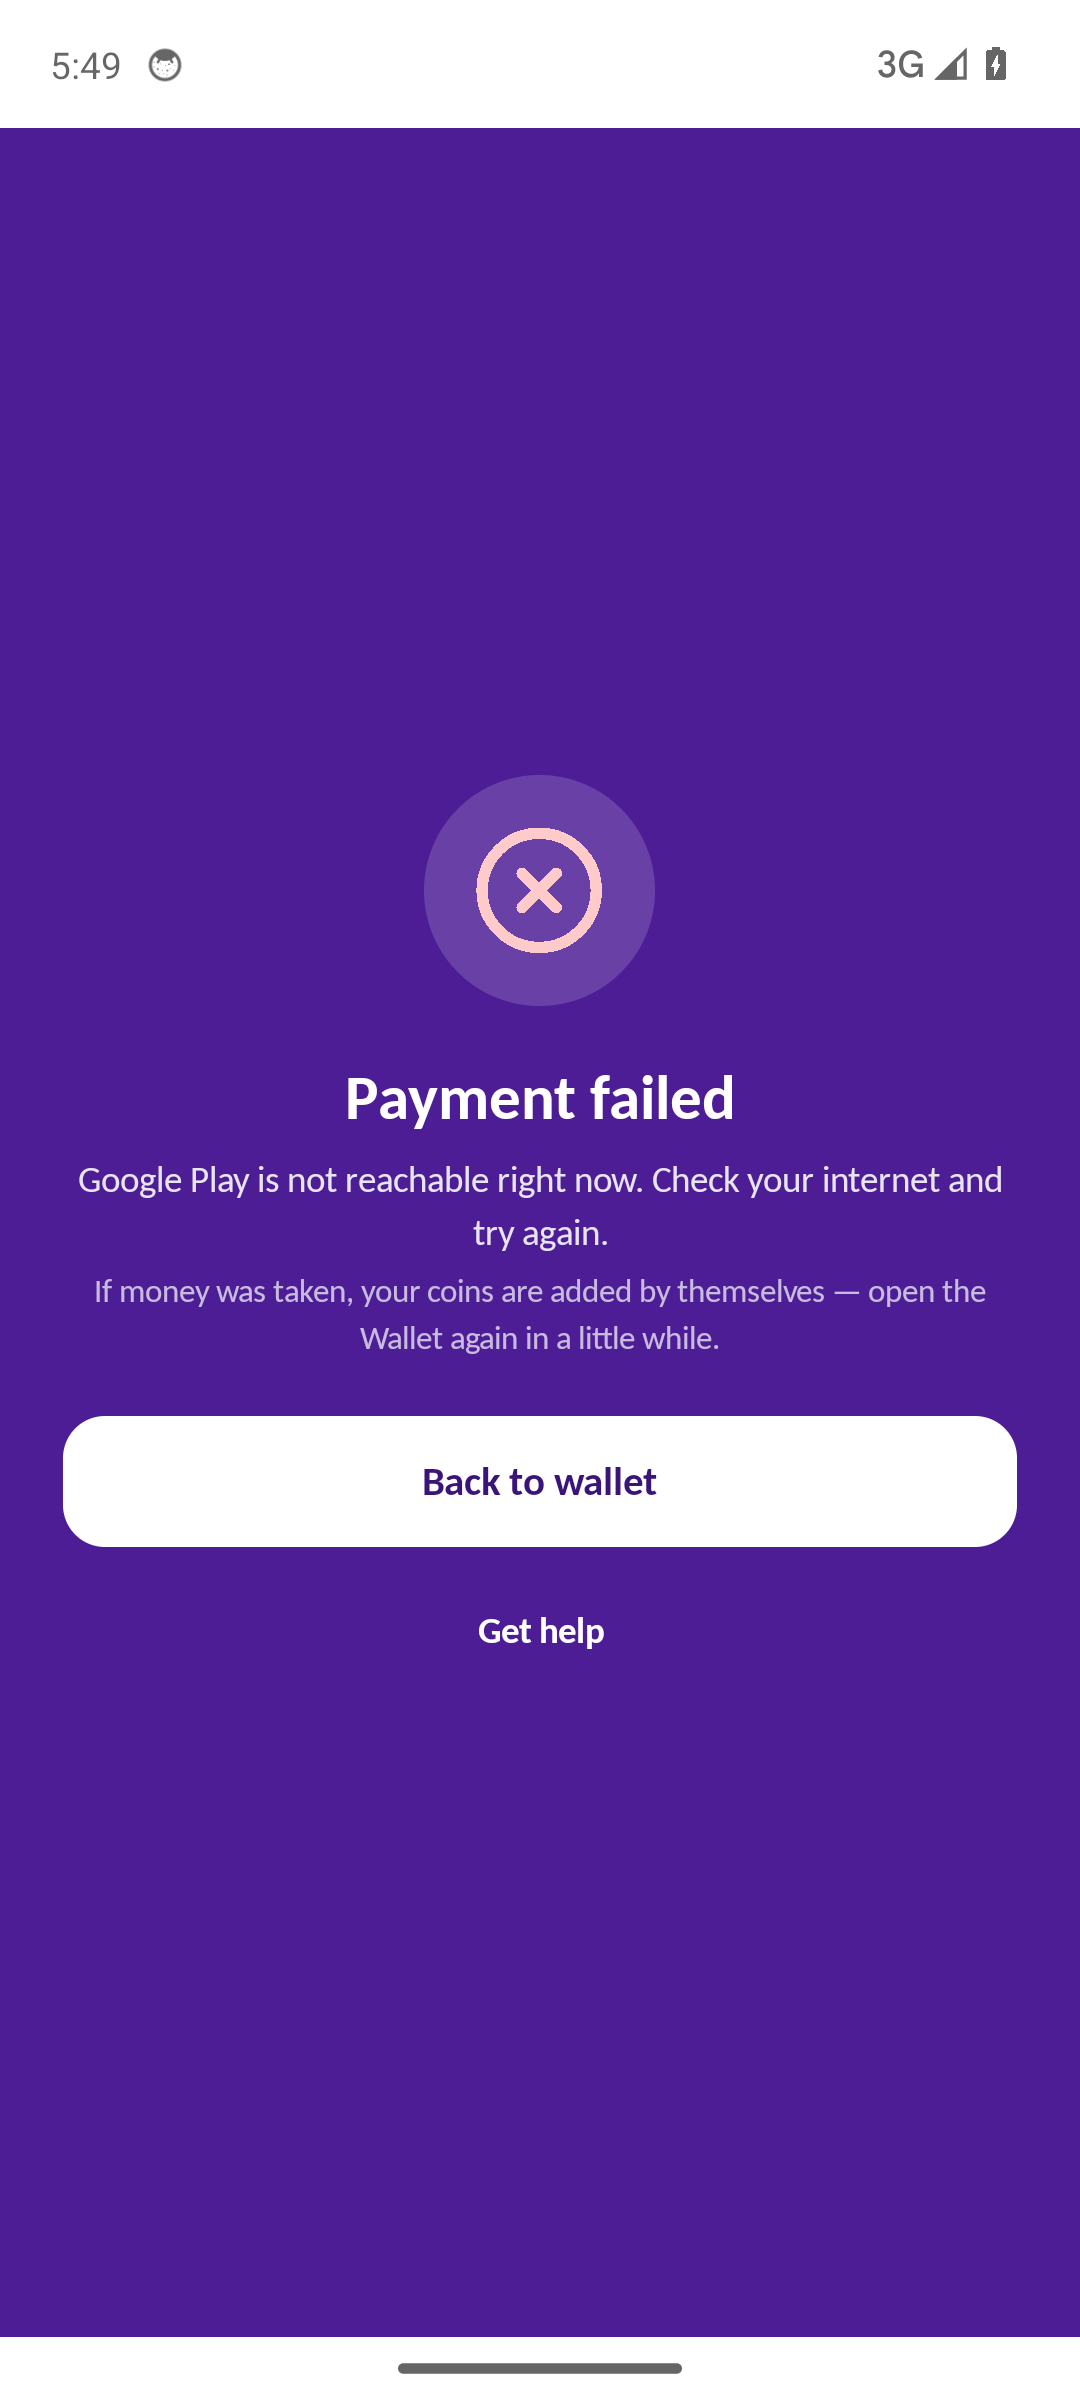 5:49
3G
Payment failed
Google Play is not reachable right now. Check your internet and
try again.
If money was taken, your coins are added by themselves — open the
Wallet again in a little while.
Back to wallet
Get help